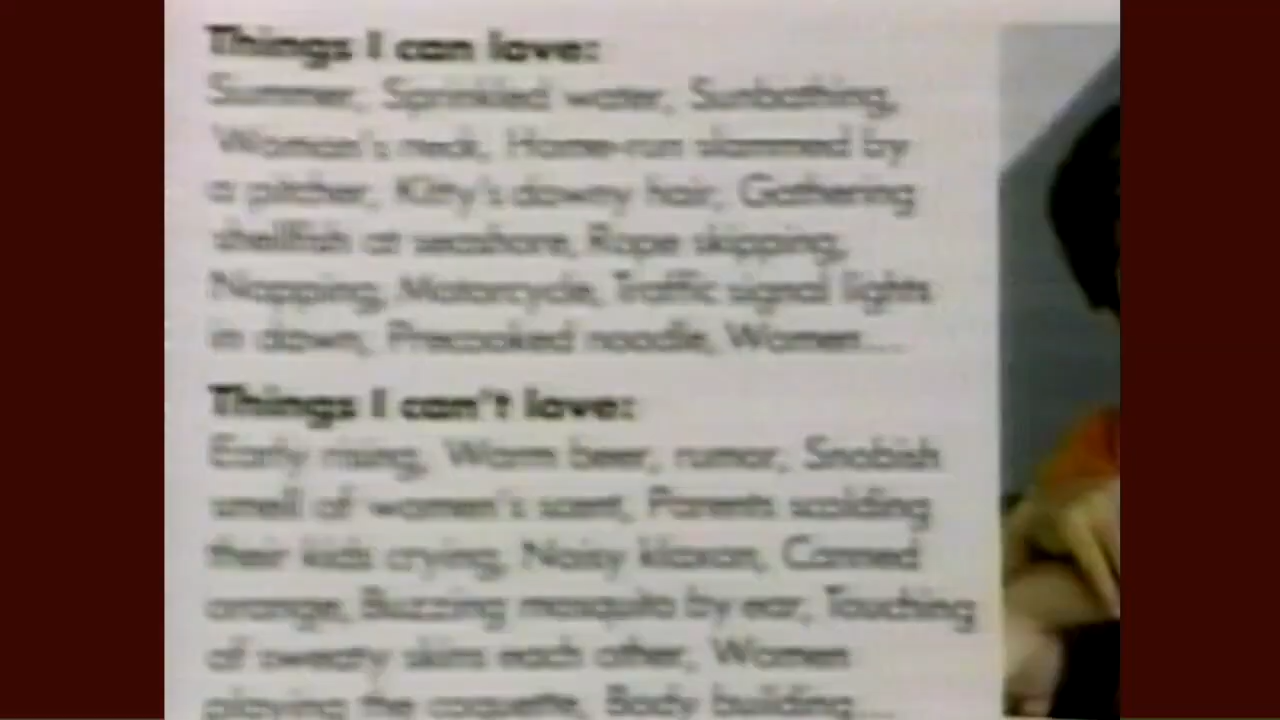 Things I can love:
Summer, Sprinkled water, Sunbathing,
Woman's neck, Home-run slammed by
a pitcher, Kitty's downy hair, Gathering
shellfish at seashore, Rope skipping,
Napping, Motorcycle, Traffic signal lights
in dawn, Precooked noodle, Women....
Things I can't love:
Early rising, Warm beer, rumor, Snobish
smell of women's scent, Parents scolding
their kids crying, Noisy klaxon, Canned
orange, Buzzing mosquito by ear, Touching
of sweaty skins each other, Women
playing the coquette, Body building....